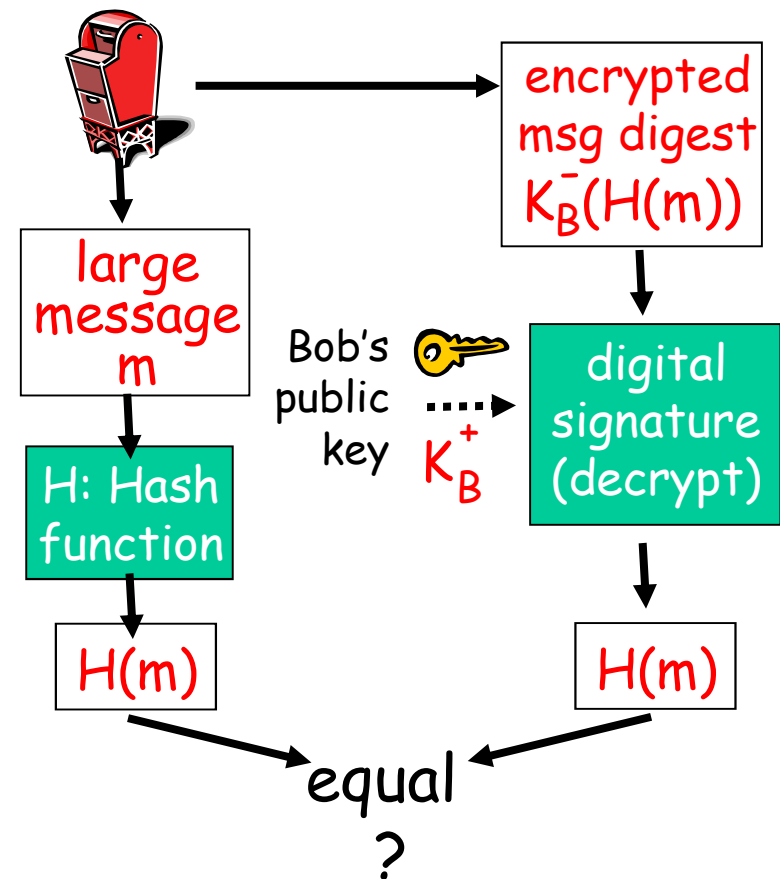 encrypted
msg digest
K_B^-(H(m))
large
message
m
Bob's
public
key
K_B^+
digital
signature
(decrypt)
H: Hash
function
H(m)
H(m)
equal
?